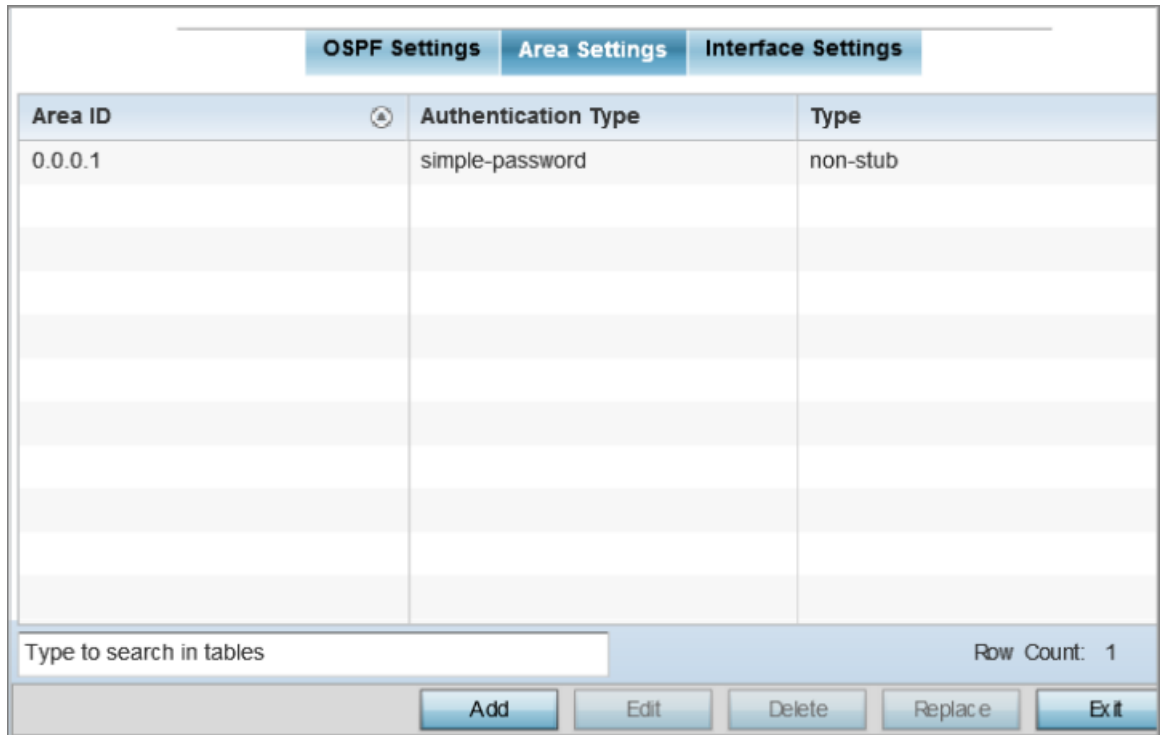 OSPF Settings Area Settings Interface Settings
Area ID Authentication Type Type
0.0.0.1 simple-password non-stub
Type to search in tables Row Count: 1
Add Edit Delete Replace Exit